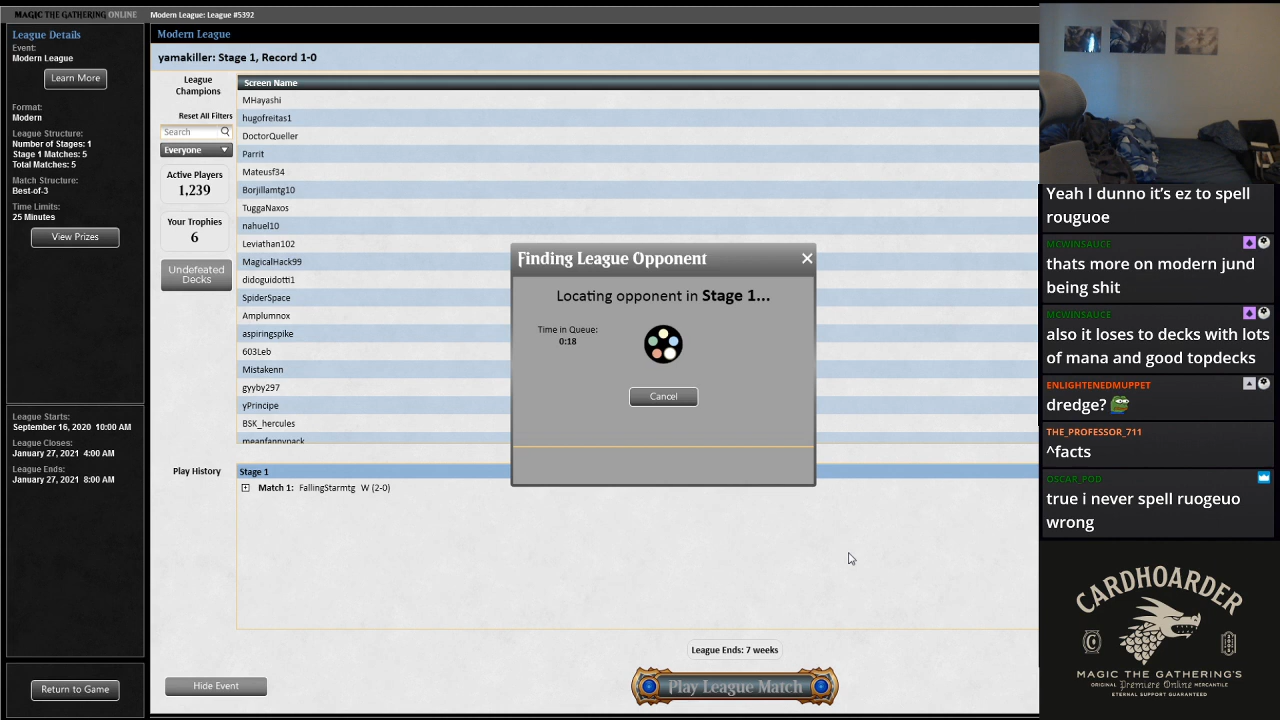 MAGIC THE GATHERING ONLINE
Modern League: League #5392
League Details
Event:
Modern League
Learn More
Format:
Modern
League Structure:
Number of Stages: 1
Stage 1 Matches: 5
Total Matches: 5
Match Structure:
Best-of-3
Time Limits:
25 Minutes
View Prizes
League Starts:
September 16, 2020 10:00 AM
League Closes:
January 27, 2021 4:00 AM
League Ends:
January 27, 2021 8:00 AM
Return to Game
Modern League
yamakiller: Stage 1, Record 1-0
League
Champions
Reset All Filters
Search
Everyone
Active Players
1,239
Your Trophies
6
Undefeated
Decks
Screen Name
MHayashi
hugofreitas1
DoctorQueller
Parrit
Mateusf34
Borjillamtg10
TuggaNaxos
nahuel10
Leviathan102
MagicalHack99
didoguidotti1
SpiderSpace
Amplumnox
aspiringspike
603Leb
Mistakenn
gyyby297
yPrincipe
BSK_hercules
meanfannypack
Play History
Stage 1
Match 1: FallingStarmtg W (2-0)
Finding League Opponent
Locating opponent in Stage 1...
Time in Queue:
0:18
Cancel
League Ends: 7 weeks
Hide Event
Play League Match
Yeah I dunno it's ez to spell
rouguoe
MCWINSAUCE
thats more on modern jund
being shit
MCWINSAUCE
also it loses to decks with lots
of mana and good topdecks
ENLIGHTENEDMUPPET
dredge?
THE_PROFESSOR_711
^facts
OSCAR_POD
true i never spell ruogeuo
wrong
CARDHOARDER
MAGIC THE GATHERING'S
ORIGINAL Premiere Online MERCANTILE
ETERNAL SUPPORT GUARANTEED